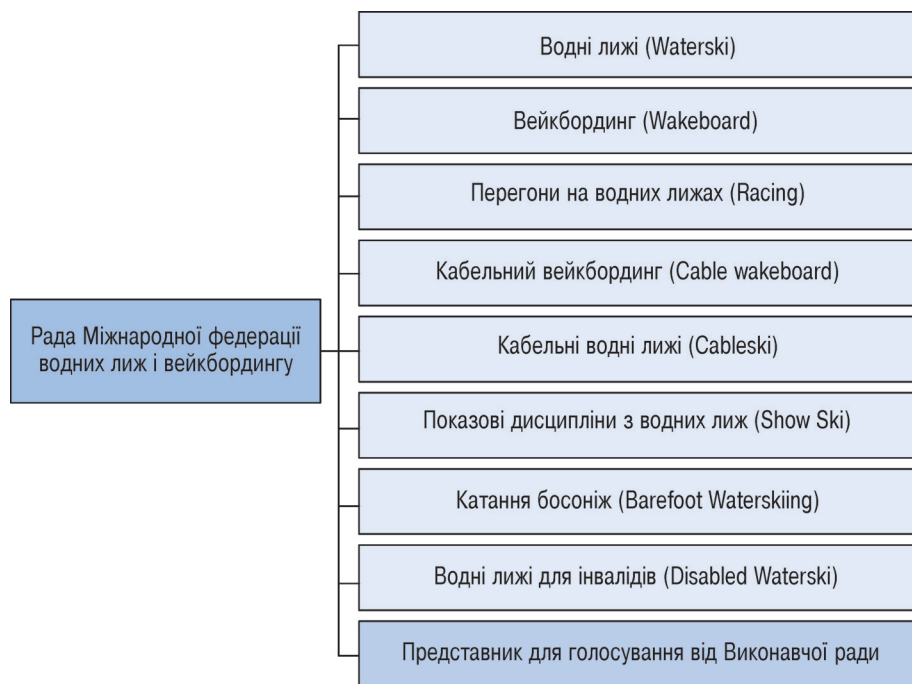 Водні лижі (Waterski)
Вейкбординг (Wakeboard)
Перегони на водних лижах (Racing)
Кабельний вейкбординг (Cable wakeboard)
Рада Міжнародної федерації
водних лиж і вейкбордингу
Кабельні водні лижі (Cableski)
Показові дисципліни з водних лиж (Show Ski)
Катання босоніж (Barefoot Waterskiing)
Водні лижі для інвалідів (Disabled Waterski)
Представник для голосування від Виконавчої ради